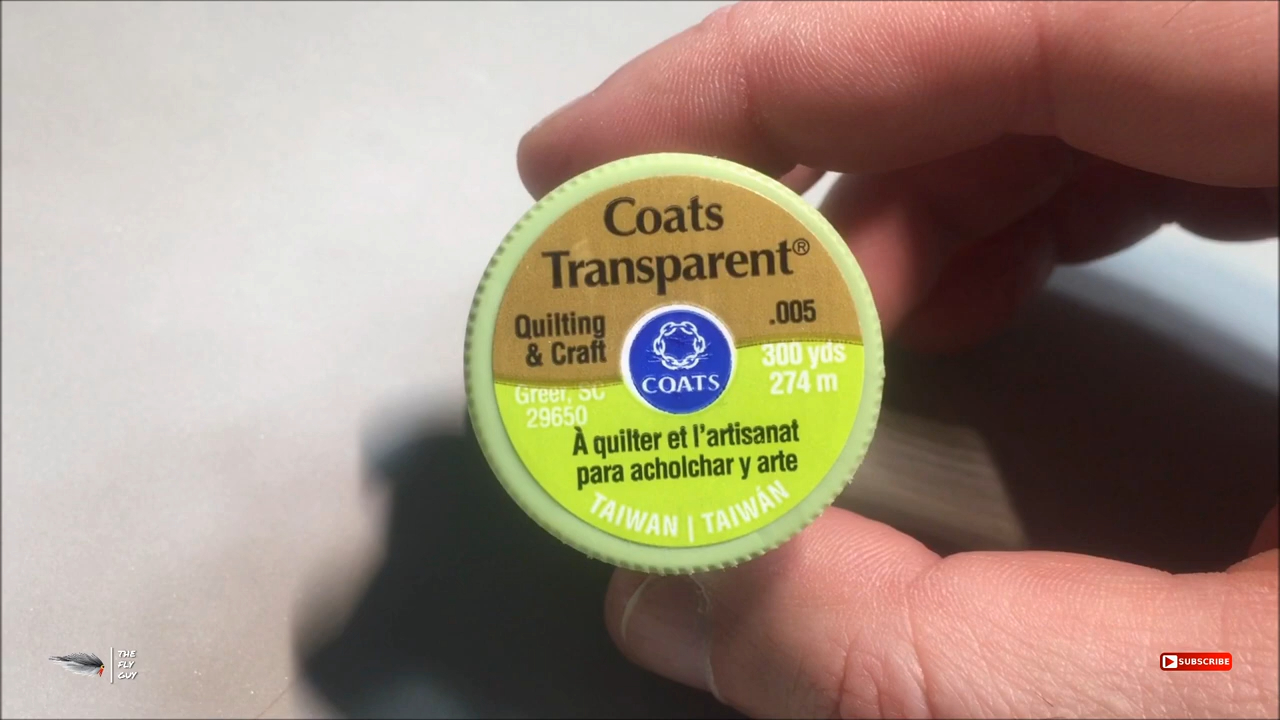 Coats
Transparent®
Quilting
& Craft
.005
300 yds
274 m
COATS
Greer, SC
29650
À quilter et l'artisanat
para acholchar y arte
TAIWAN | TAIWÁN
THE
FLY
GUY
SUBSCRIBE